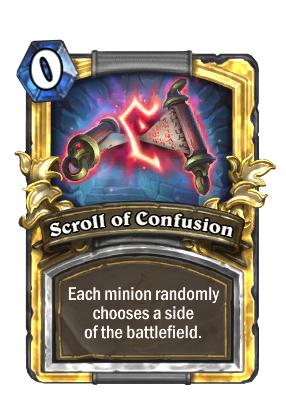 0
Scroll of Confusion
Each minion randomly
chooses a side
of the battlefield.